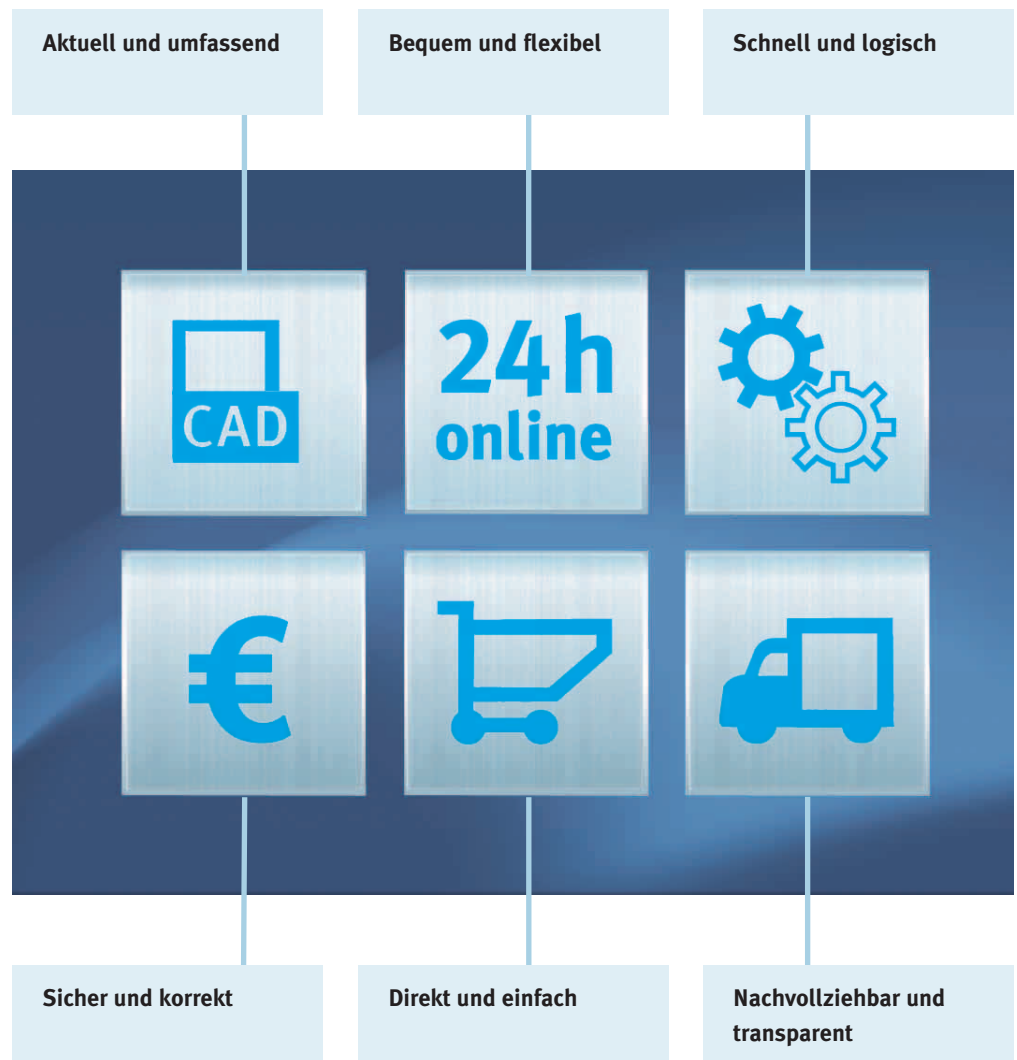 Aktuell und umfassend
Bequem und flexibel
Schnell und logisch
CAD
24 h
online
€
Sicher und korrekt
Direkt und einfach
Nachvollziehbar und
transparent